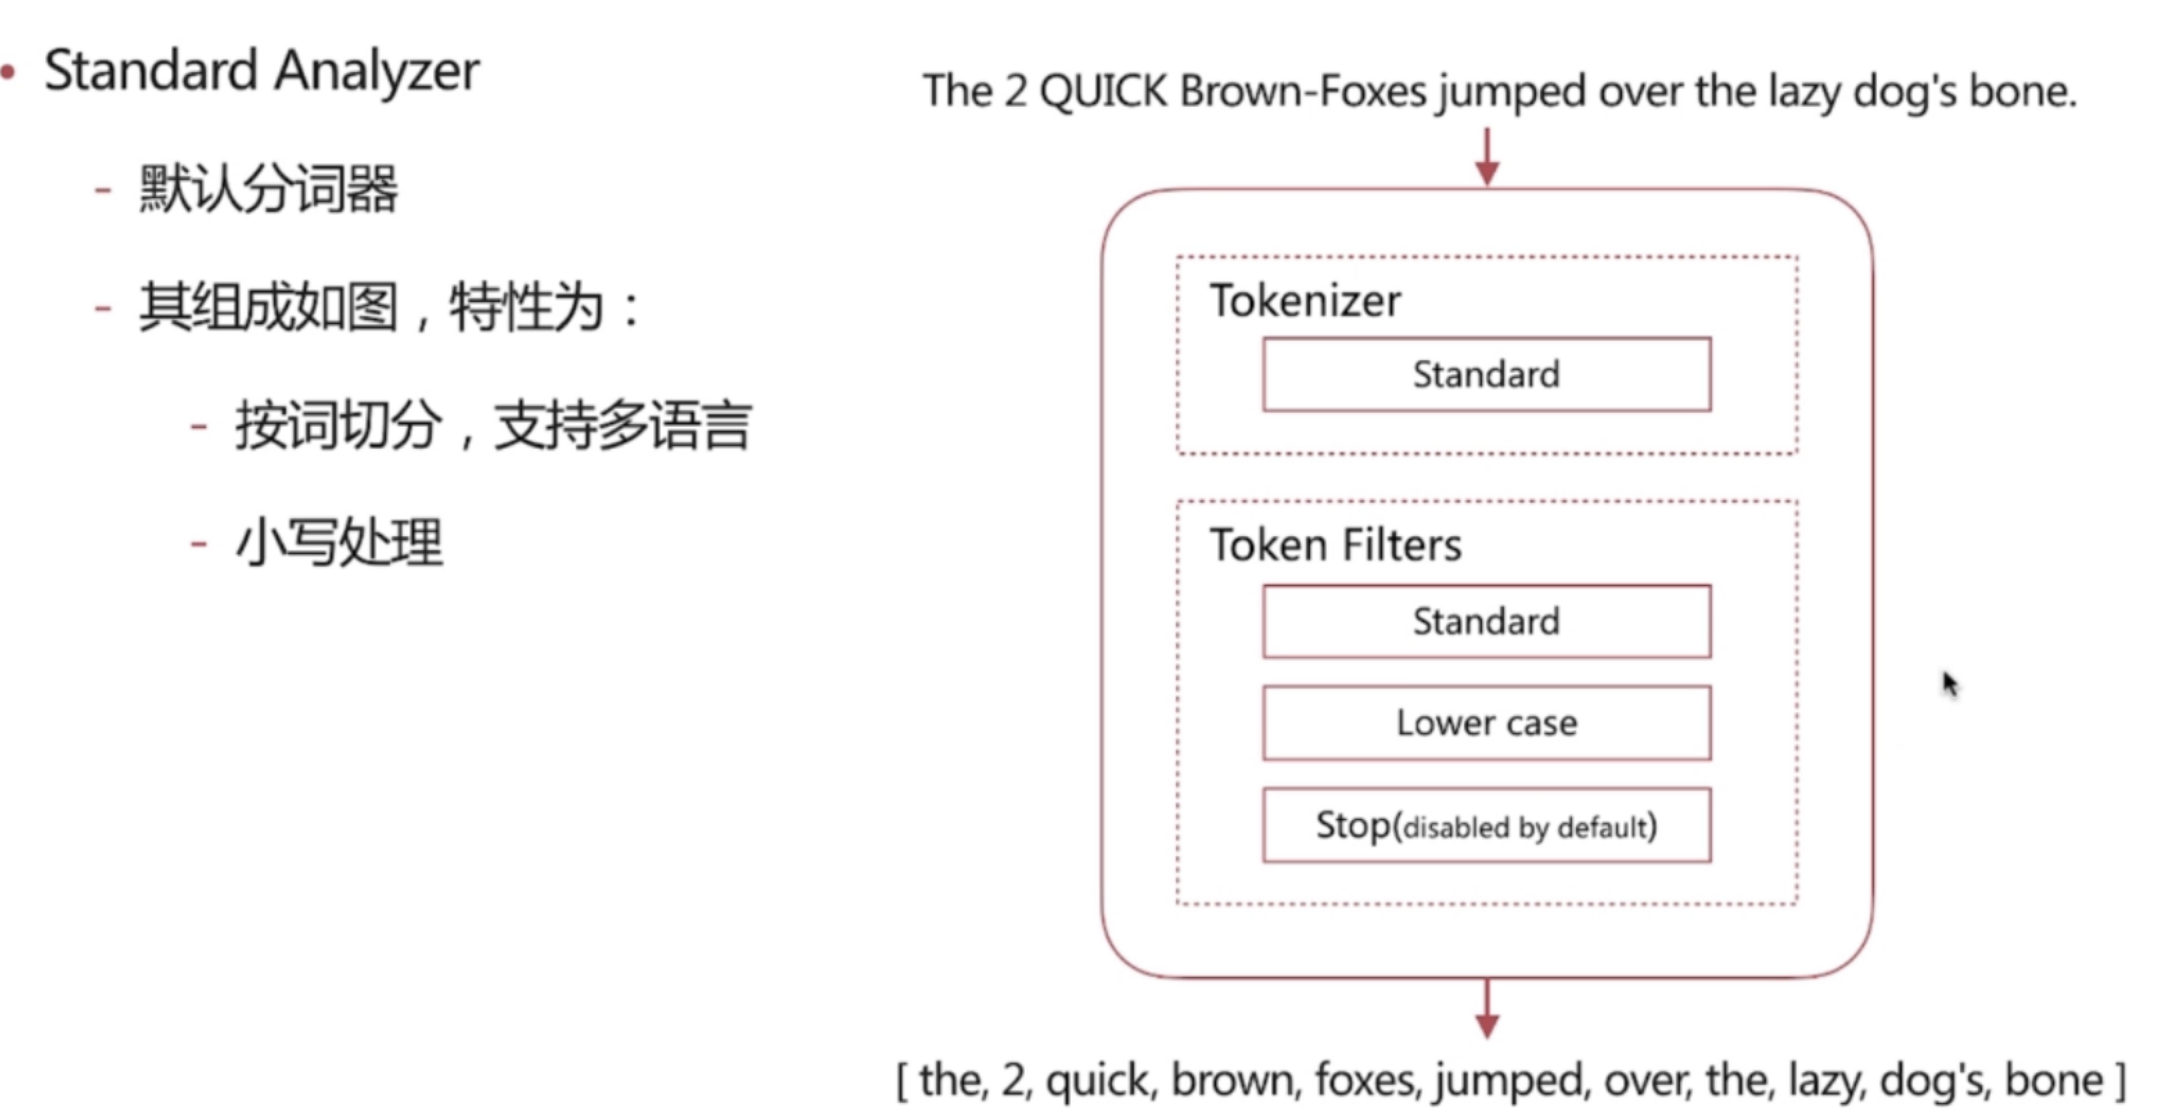 • Standard Analyzer
- 默认分词器
- 其组成如图，特性为：
- 按词切分，支持多语言
- 小写处理
The 2 QUICK Brown-Foxes jumped over the lazy dog's bone.
Tokenizer
Standard
Token Filters
Standard
Lower case
Stop(disabled by default)
[ the, 2, quick, brown, foxes, jumped, over, the, lazy, dog's, bone ]